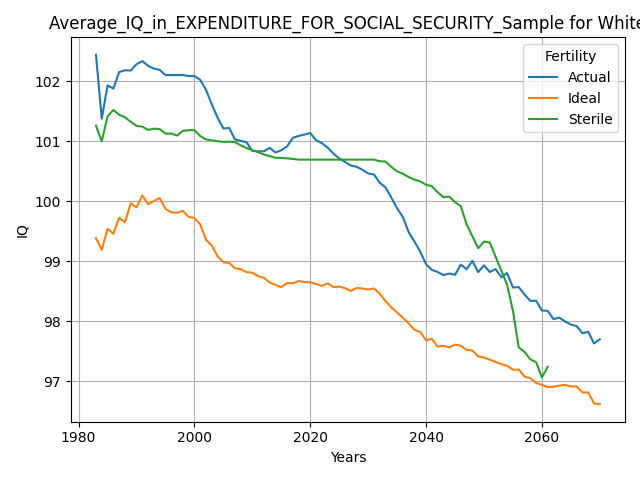 Average_IQ_in_EXPENDITURE_FOR_SOCIAL_SECURITY_Sample for White
Fertility
Actual
Ideal
Sterile
102
101
100
99
98
97
IQ
1980
2000
2020
2040
2060
Years